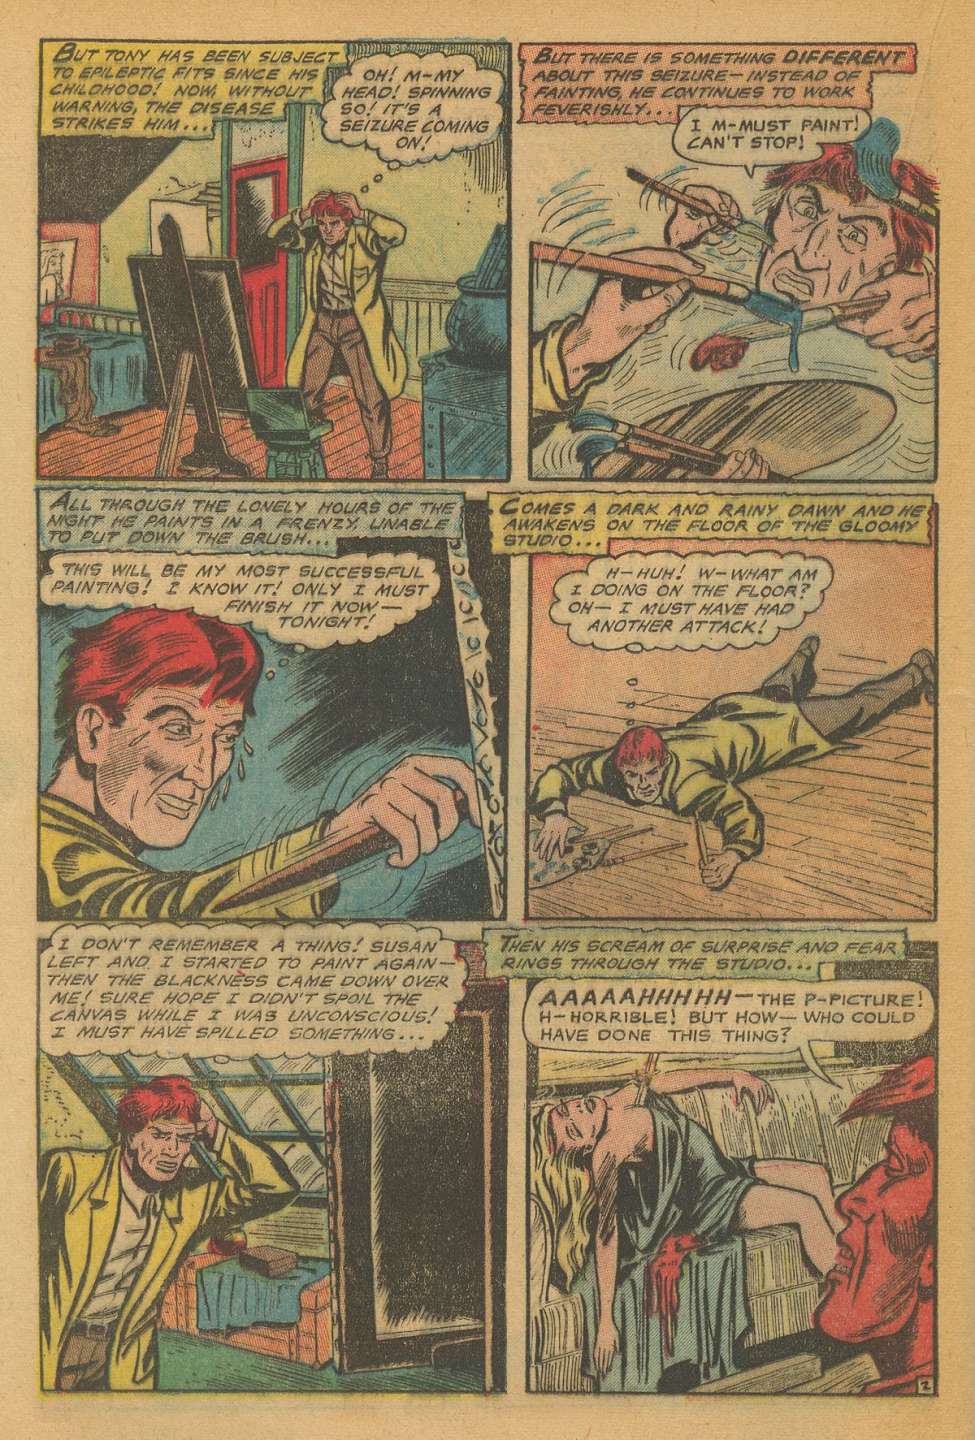 BUT TONY HAS BEEN SUBJECT
TO EPILEPTIC FITS SINCE HIS
CHILDHOOD! NOW, WITHOUT
WARNING, THE DISEASE
STRIKES HIM...
OH! M-MY
HEAD! SPINNING
SO! IT'S A
SEIZURE COMING
ON!
BUT THERE IS SOMETHING DIFFERENT
ABOUT THIS SEIZURE—INSTEAD OF
FAINTING, HE CONTINUES TO WORK
FEVERISHLY...
I M-MUST PAINT!
CAN'T STOP!
ALL THROUGH THE LONELY HOURS OF THE
NIGHT HE PAINTS IN A FRENZY, UNABLE
TO PUT DOWN THE BRUSH...
THIS WILL BE MY MOST SUCCESSFUL
PAINTING! I KNOW IT! ONLY I MUST
FINISH IT NOW—
TONIGHT!
COMES A DARK AND RAINY DAWN AND HE
AWAKENS ON THE FLOOR OF THE GLOOMY
STUDIO...
H-HUH! W-WHAT AM
I DOING ON THE FLOOR?
OH—I MUST HAVE HAD
ANOTHER ATTACK!
I DON'T REMEMBER A THING! SUSAN
LEFT AND I STARTED TO PAINT AGAIN—
THEN THE BLACKNESS CAME DOWN OVER
ME! SURE HOPE I DIDN'T SPOIL THE
CANVAS WHILE I WAS UNCONSCIOUS!
I MUST HAVE SPILLED SOMETHING...
THEN HIS SCREAM OF SURPRISE AND FEAR
RINGS THROUGH THE STUDIO...
AAAAAHHHHH—THE P-PICTURE!
H-HORRIBLE! BUT HOW—WHO COULD
HAVE DONE THIS THING?
2